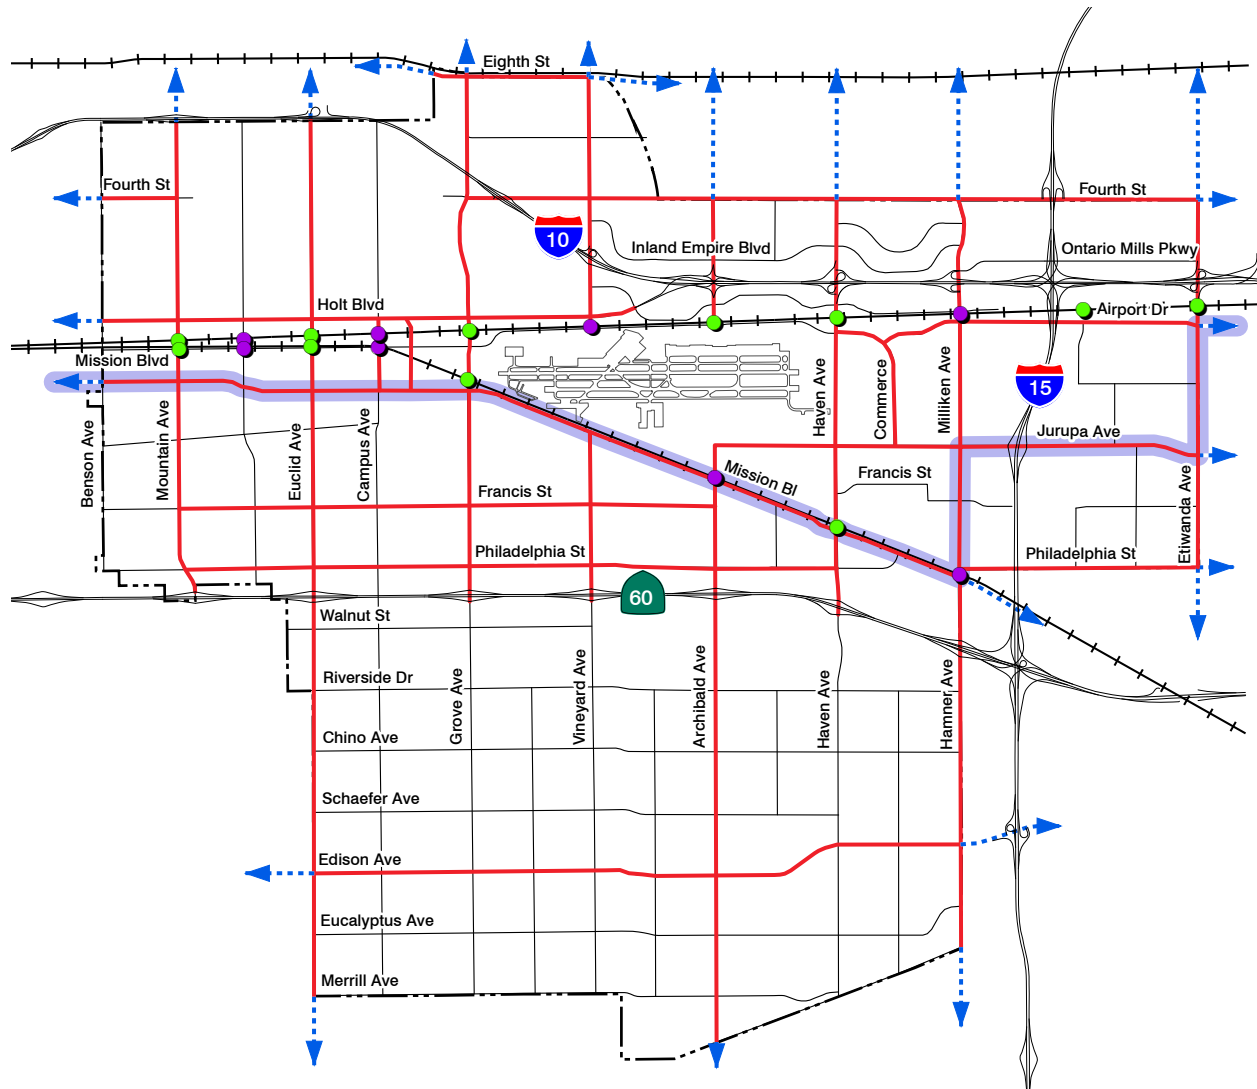 Eighth St
Fourth St
Fourth St
10
Inland Empire Blvd
Ontario Mills Pkwy
Holt Blvd
Airport Dr
Mission Blvd
15
Benson Ave
Mountain Ave
Euclid Ave
Campus Ave
Haven Ave
Commerce
Milliken Ave
Jurupa Ave
Mission Bl
Francis St
Francis St
Etiwanda Ave
Philadelphia St
Philadelphia St
60
Walnut St
Riverside Dr
Grove Ave
Vineyard Ave
Archibald Ave
Haven Ave
Hamner Ave
Chino Ave
Schaefer Ave
Edison Ave
Eucalyptus Ave
Merrill Ave